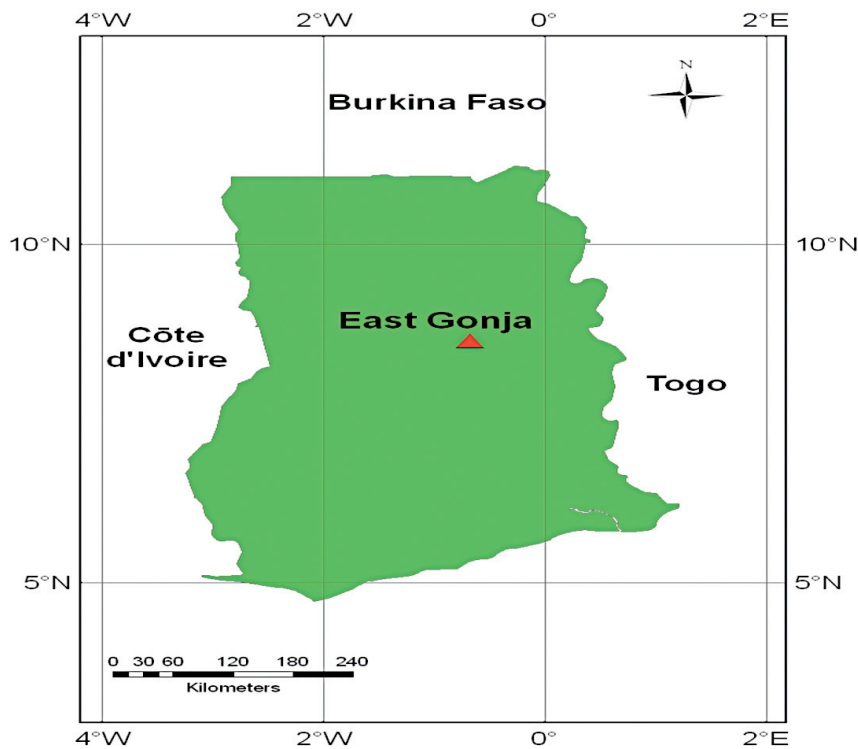 4°W 2°W 0° 2°E
N
Burkina Faso
10°N 10°N
East Gonja
Côte
d'Ivoire
Togo
5°N 5°N
0 30 60 120 180 240
Kilometers
4°W 2°W 0° 2°E